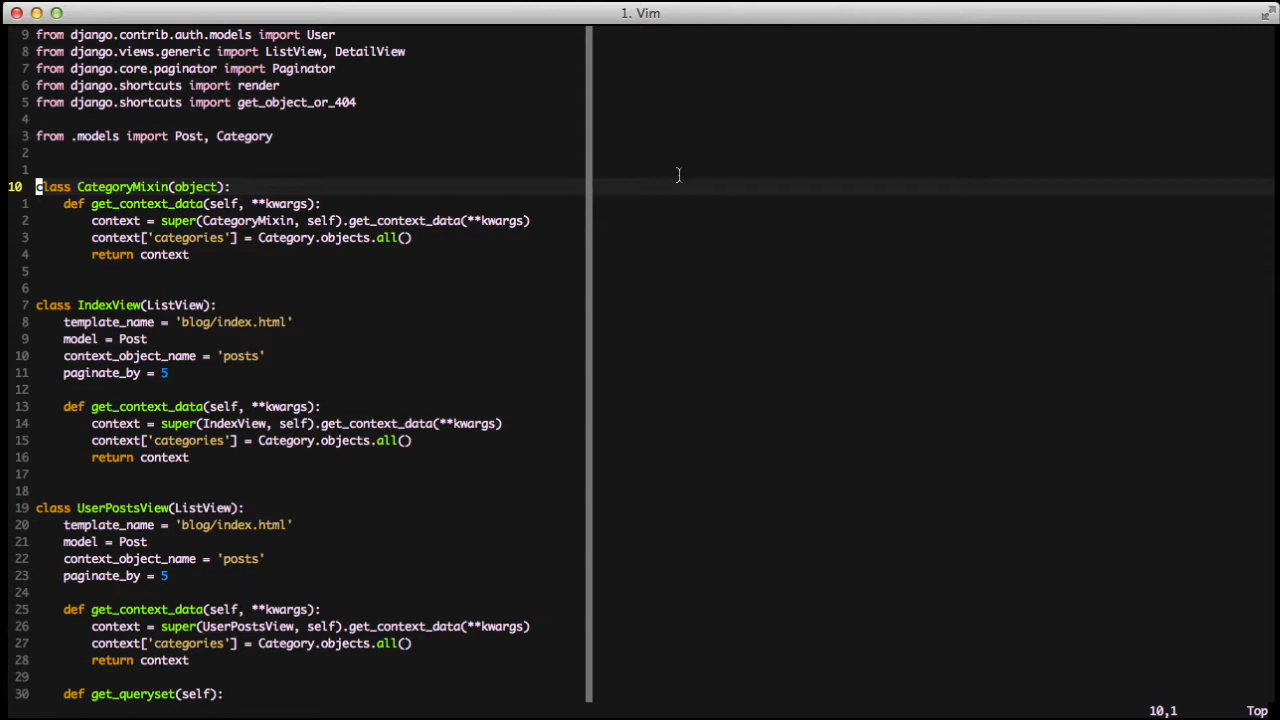 1. Vim
9 from django.contrib.auth.models import User
8 from django.views.generic import ListView, DetailView
7 from django.core.paginator import Paginator
6 from django.shortcuts import render
5 from django.shortcuts import get_object_or_404
4
3 from .models import Post, Category
2
1
10 class CategoryMixin(object):
1     def get_context_data(self, **kwargs):
2         context = super(CategoryMixin, self).get_context_data(**kwargs)
3         context['categories'] = Category.objects.all()
4         return context
5
6
7 class IndexView(ListView):
8     template_name = 'blog/index.html'
9     model = Post
10     context_object_name = 'posts'
11     paginate_by = 5
12
13     def get_context_data(self, **kwargs):
14         context = super(IndexView, self).get_context_data(**kwargs)
15         context['categories'] = Category.objects.all()
16         return context
17
18
19 class UserPostsView(ListView):
20     template_name = 'blog/index.html'
21     model = Post
22     context_object_name = 'posts'
23     paginate_by = 5
24
25     def get_context_data(self, **kwargs):
26         context = super(UserPostsView, self).get_context_data(**kwargs)
27         context['categories'] = Category.objects.all()
28         return context
29
30     def get_queryset(self):
10,1 Top